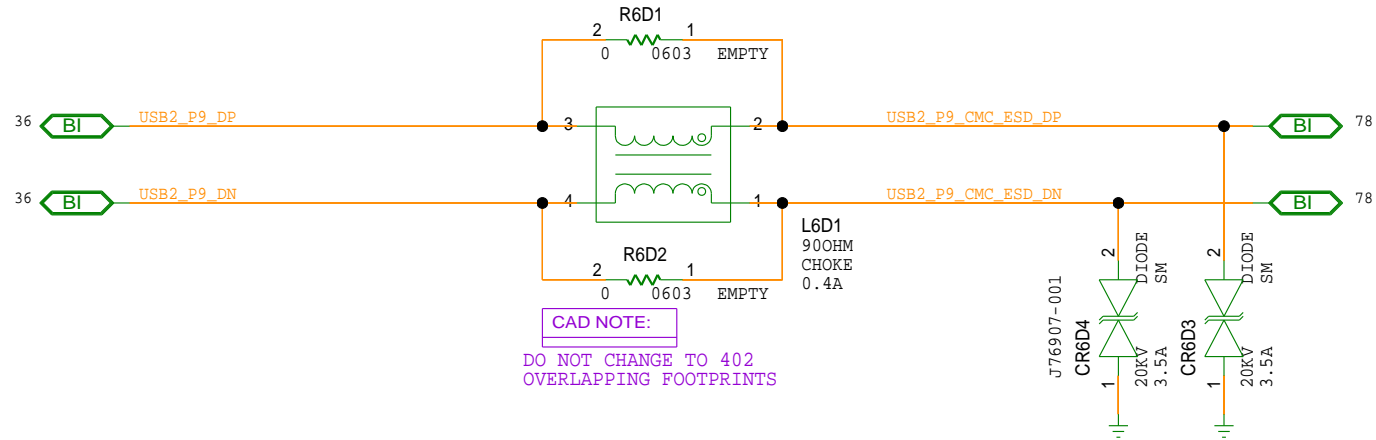 R6D1
2
1
0
0603
EMPTY
36
BI
USB2_P9_DP
3
2
USB2_P9_CMC_ESD_DP
BI
78
36
BI
USB2_P9_DN
4
1
USB2_P9_CMC_ESD_DN
BI
78
L6D1
90OHM
CHOKE
0.4A
R6D2
2
1
0
0603
EMPTY
CAD NOTE:
DO NOT CHANGE TO 402
OVERLAPPING FOOTPRINTS
J76907-001
CR6D4
2
1
DIODE
SM
20KV
3.5A
CR6D3
2
1
DIODE
SM
20KV
3.5A